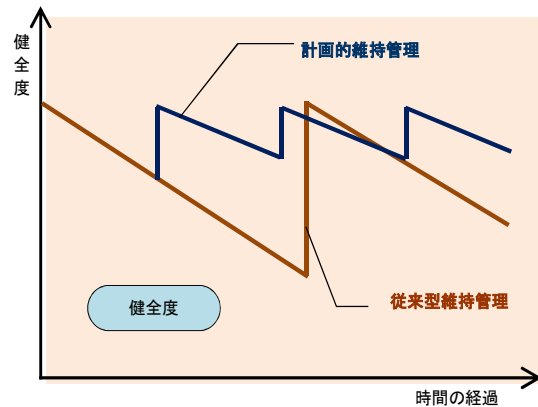 健全度
計画的維持管理
従来型維持管理
健全度
時間の経過